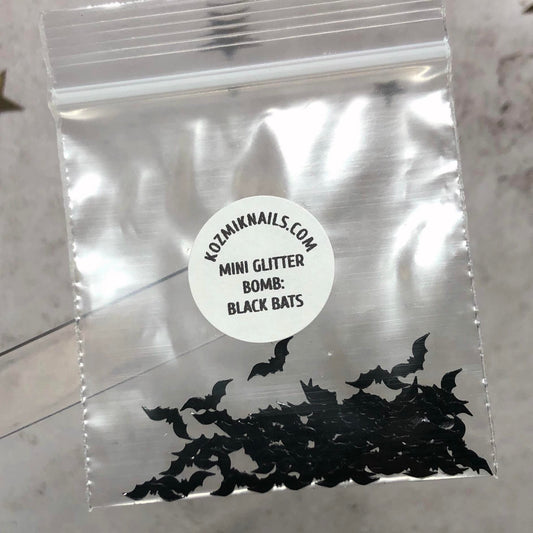 KOZMIKNAILS.COM
MINI GLITTER
BOMB:
BLACK BATS